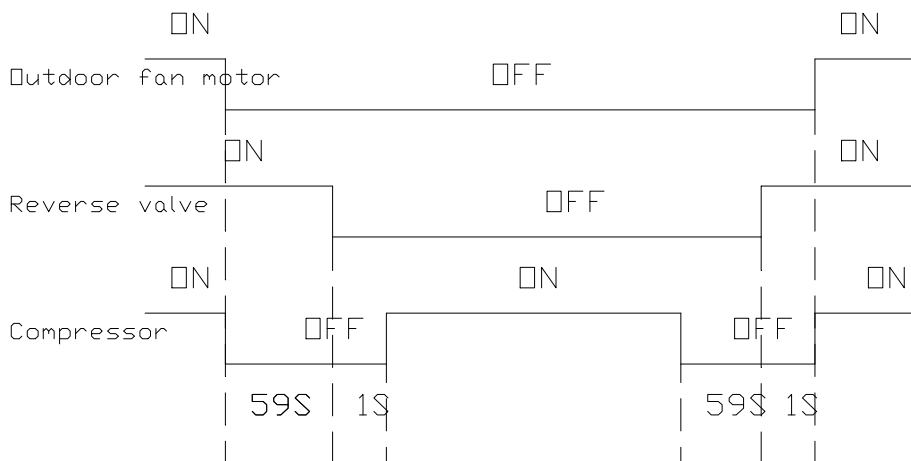 ON ON
Outdoor fan motor OFF
ON ON
Reverse valve OFF
ON ON ON
Compressor OFF OFF
59S 1S 59S 1S